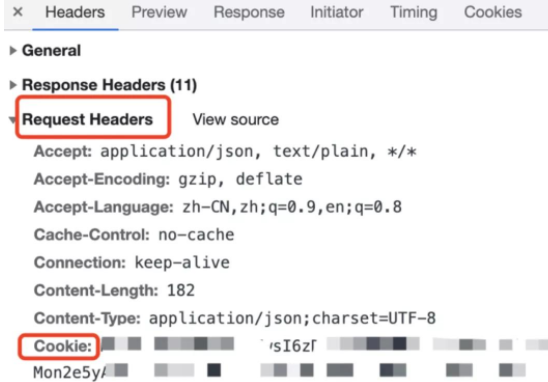 × Headers Preview Response Initiator Timing Cookies
General
Response Headers (11)
Request Headers View source
Accept: application/json, text/plain, */*
Accept-Encoding: gzip, deflate
Accept-Language: zh-CN,zh;q=0.9,en;q=0.8
Cache-Control: no-cache
Connection: keep-alive
Content-Length: 182
Content-Type: application/json;charset=UTF-8
Cookie:
Mon2e5y